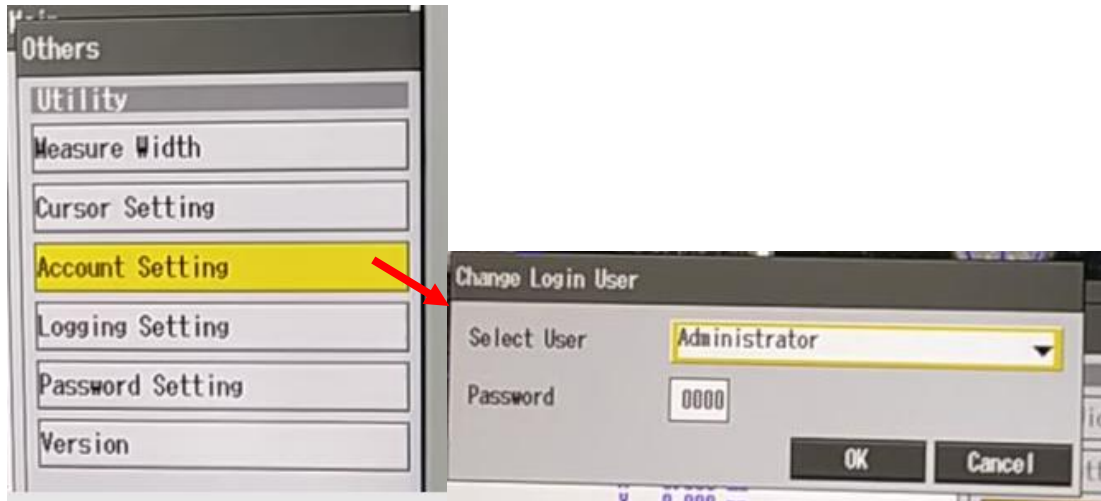 Others
Utility
Measure Width
Cursor Setting
Account Setting
Logging Setting
Password Setting
Version
Change Login User
Select User
Administrator
Password
0000
OK
Cancel